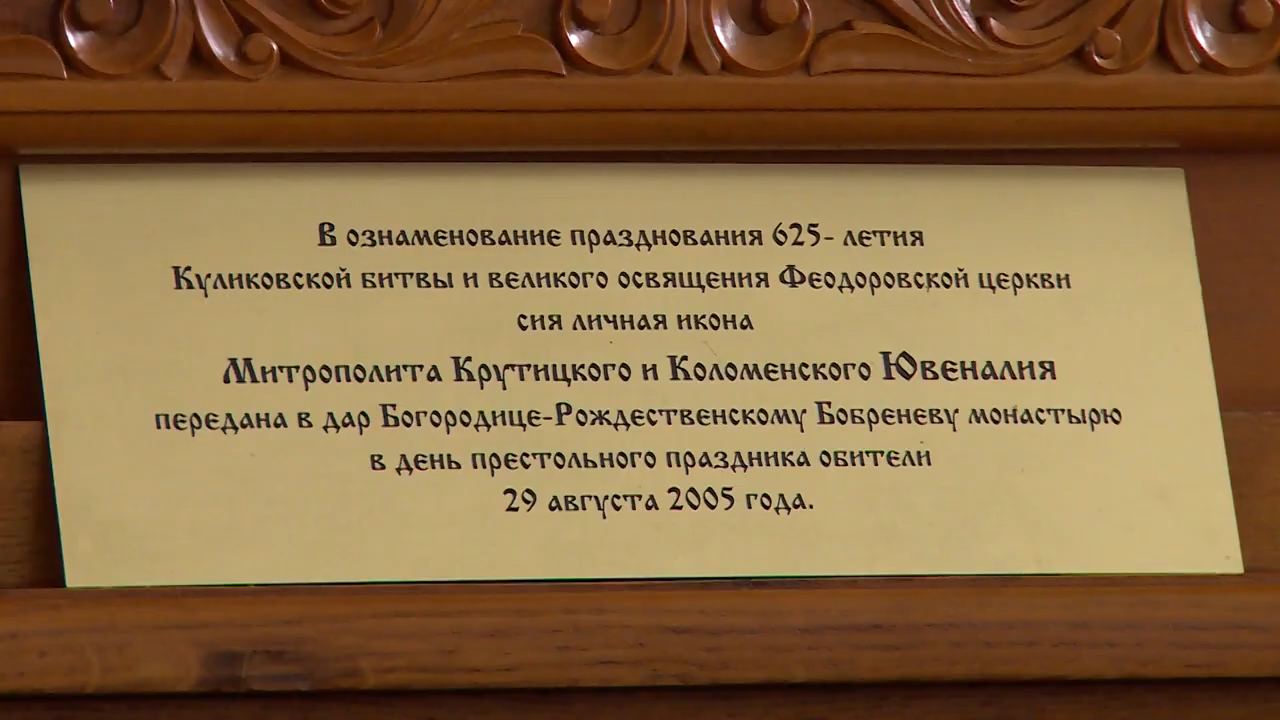 В ознаменование празднования 625- летия
Куликовской битвы и великого освящения Феодоровской церкви
сия личная икона
Митрополита Крутицкого и Коломенского Ювеналия
передана в дар Богородице-Рождественскому Бобреневу монастырю
в день престольного праздника обители
29 августа 2005 года.